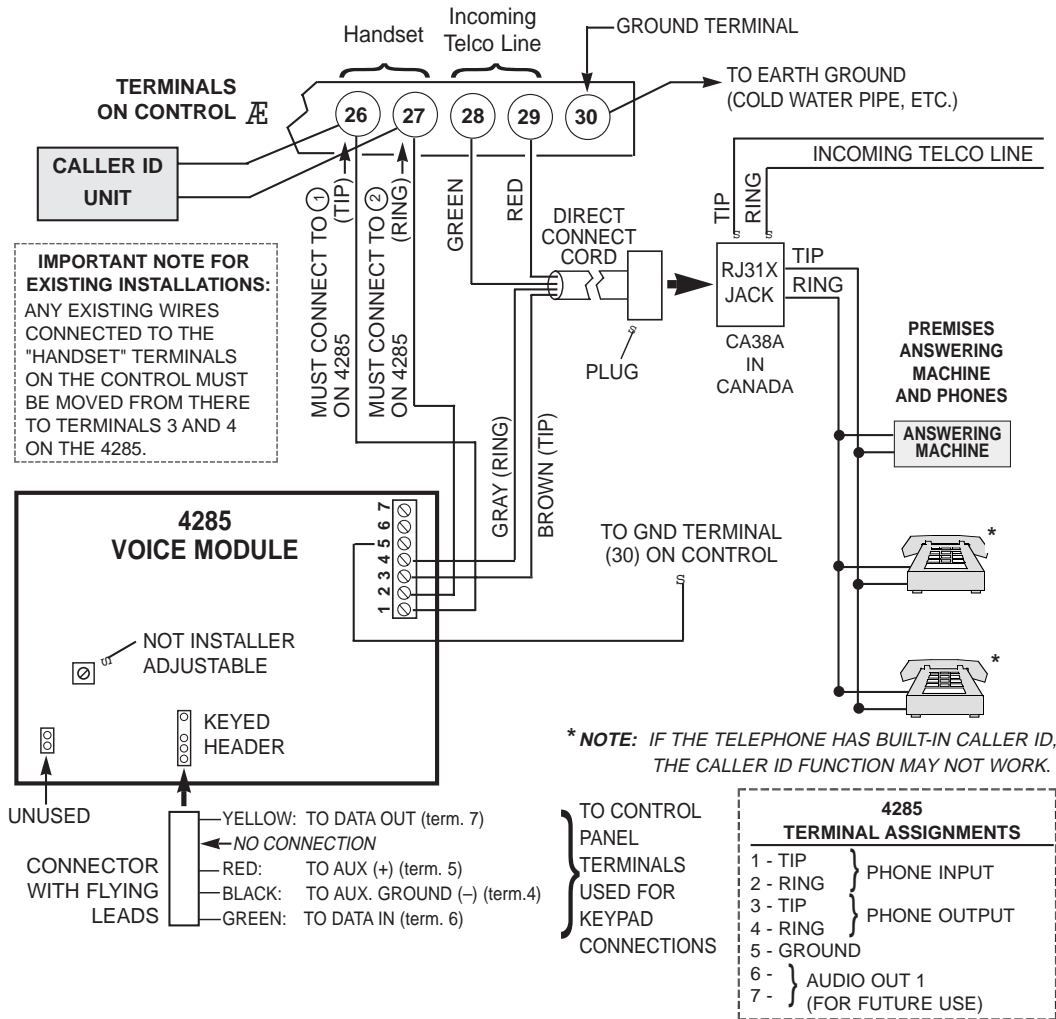 Handset
Incoming
Telco Line
GROUND TERMINAL
TERMINALS
ON CONTROL Æ
26
27
28
29
30
TO EARTH GROUND
(COLD WATER PIPE, ETC.)
CALLER ID
UNIT
INCOMING TELCO LINE
TIP
RING
MUST CONNECT TO 1 (TIP)
ON 4285
MUST CONNECT TO 2 (RING)
ON 4285
GREEN
RED
DIRECT
CONNECT
CORD
PLUG
RJ31X
JACK
TIP
RING
CA38A
IN
CANADA
IMPORTANT NOTE FOR
EXISTING INSTALLATIONS:
ANY EXISTING WIRES
CONNECTED TO THE
"HANDSET" TERMINALS
ON THE CONTROL MUST
BE MOVED FROM THERE
TO TERMINALS 3 AND 4
ON THE 4285.
PREMISES
ANSWERING
MACHINE
AND PHONES
ANSWERING
MACHINE
GRAY (RING)
BROWN (TIP)
4285
VOICE MODULE
7
6
5
4
3
2
1
TO GND TERMINAL
(30) ON CONTROL
*
NOT INSTALLER
ADJUSTABLE
*
KEYED
HEADER
UNUSED
* NOTE: IF THE TELEPHONE HAS BUILT-IN CALLER ID,
THE CALLER ID FUNCTION MAY NOT WORK.
CONNECTOR
WITH FLYING
LEADS
YELLOW: TO DATA OUT (term. 7)
NO CONNECTION
RED: TO AUX (+) (term. 5)
BLACK: TO AUX. GROUND (–) (term.4)
GREEN: TO DATA IN (term. 6)
TO CONTROL
PANEL
TERMINALS
USED FOR
KEYPAD
CONNECTIONS
4285
TERMINAL ASSIGNMENTS
1 - TIP
2 - RING
PHONE INPUT
3 - TIP
4 - RING
PHONE OUTPUT
5 - GROUND
6 -
7 -
AUDIO OUT 1
(FOR FUTURE USE)